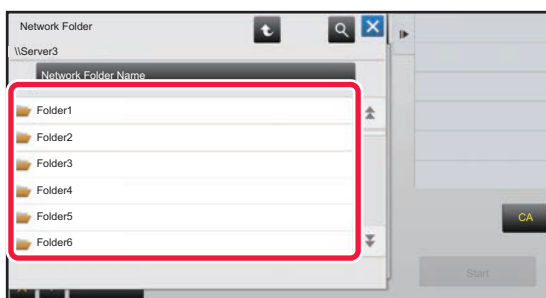 Network Folder
\\Server3
Network Folder Name
Folder1
Folder2
Folder3
Folder4
Folder5
Folder6
CA
Start